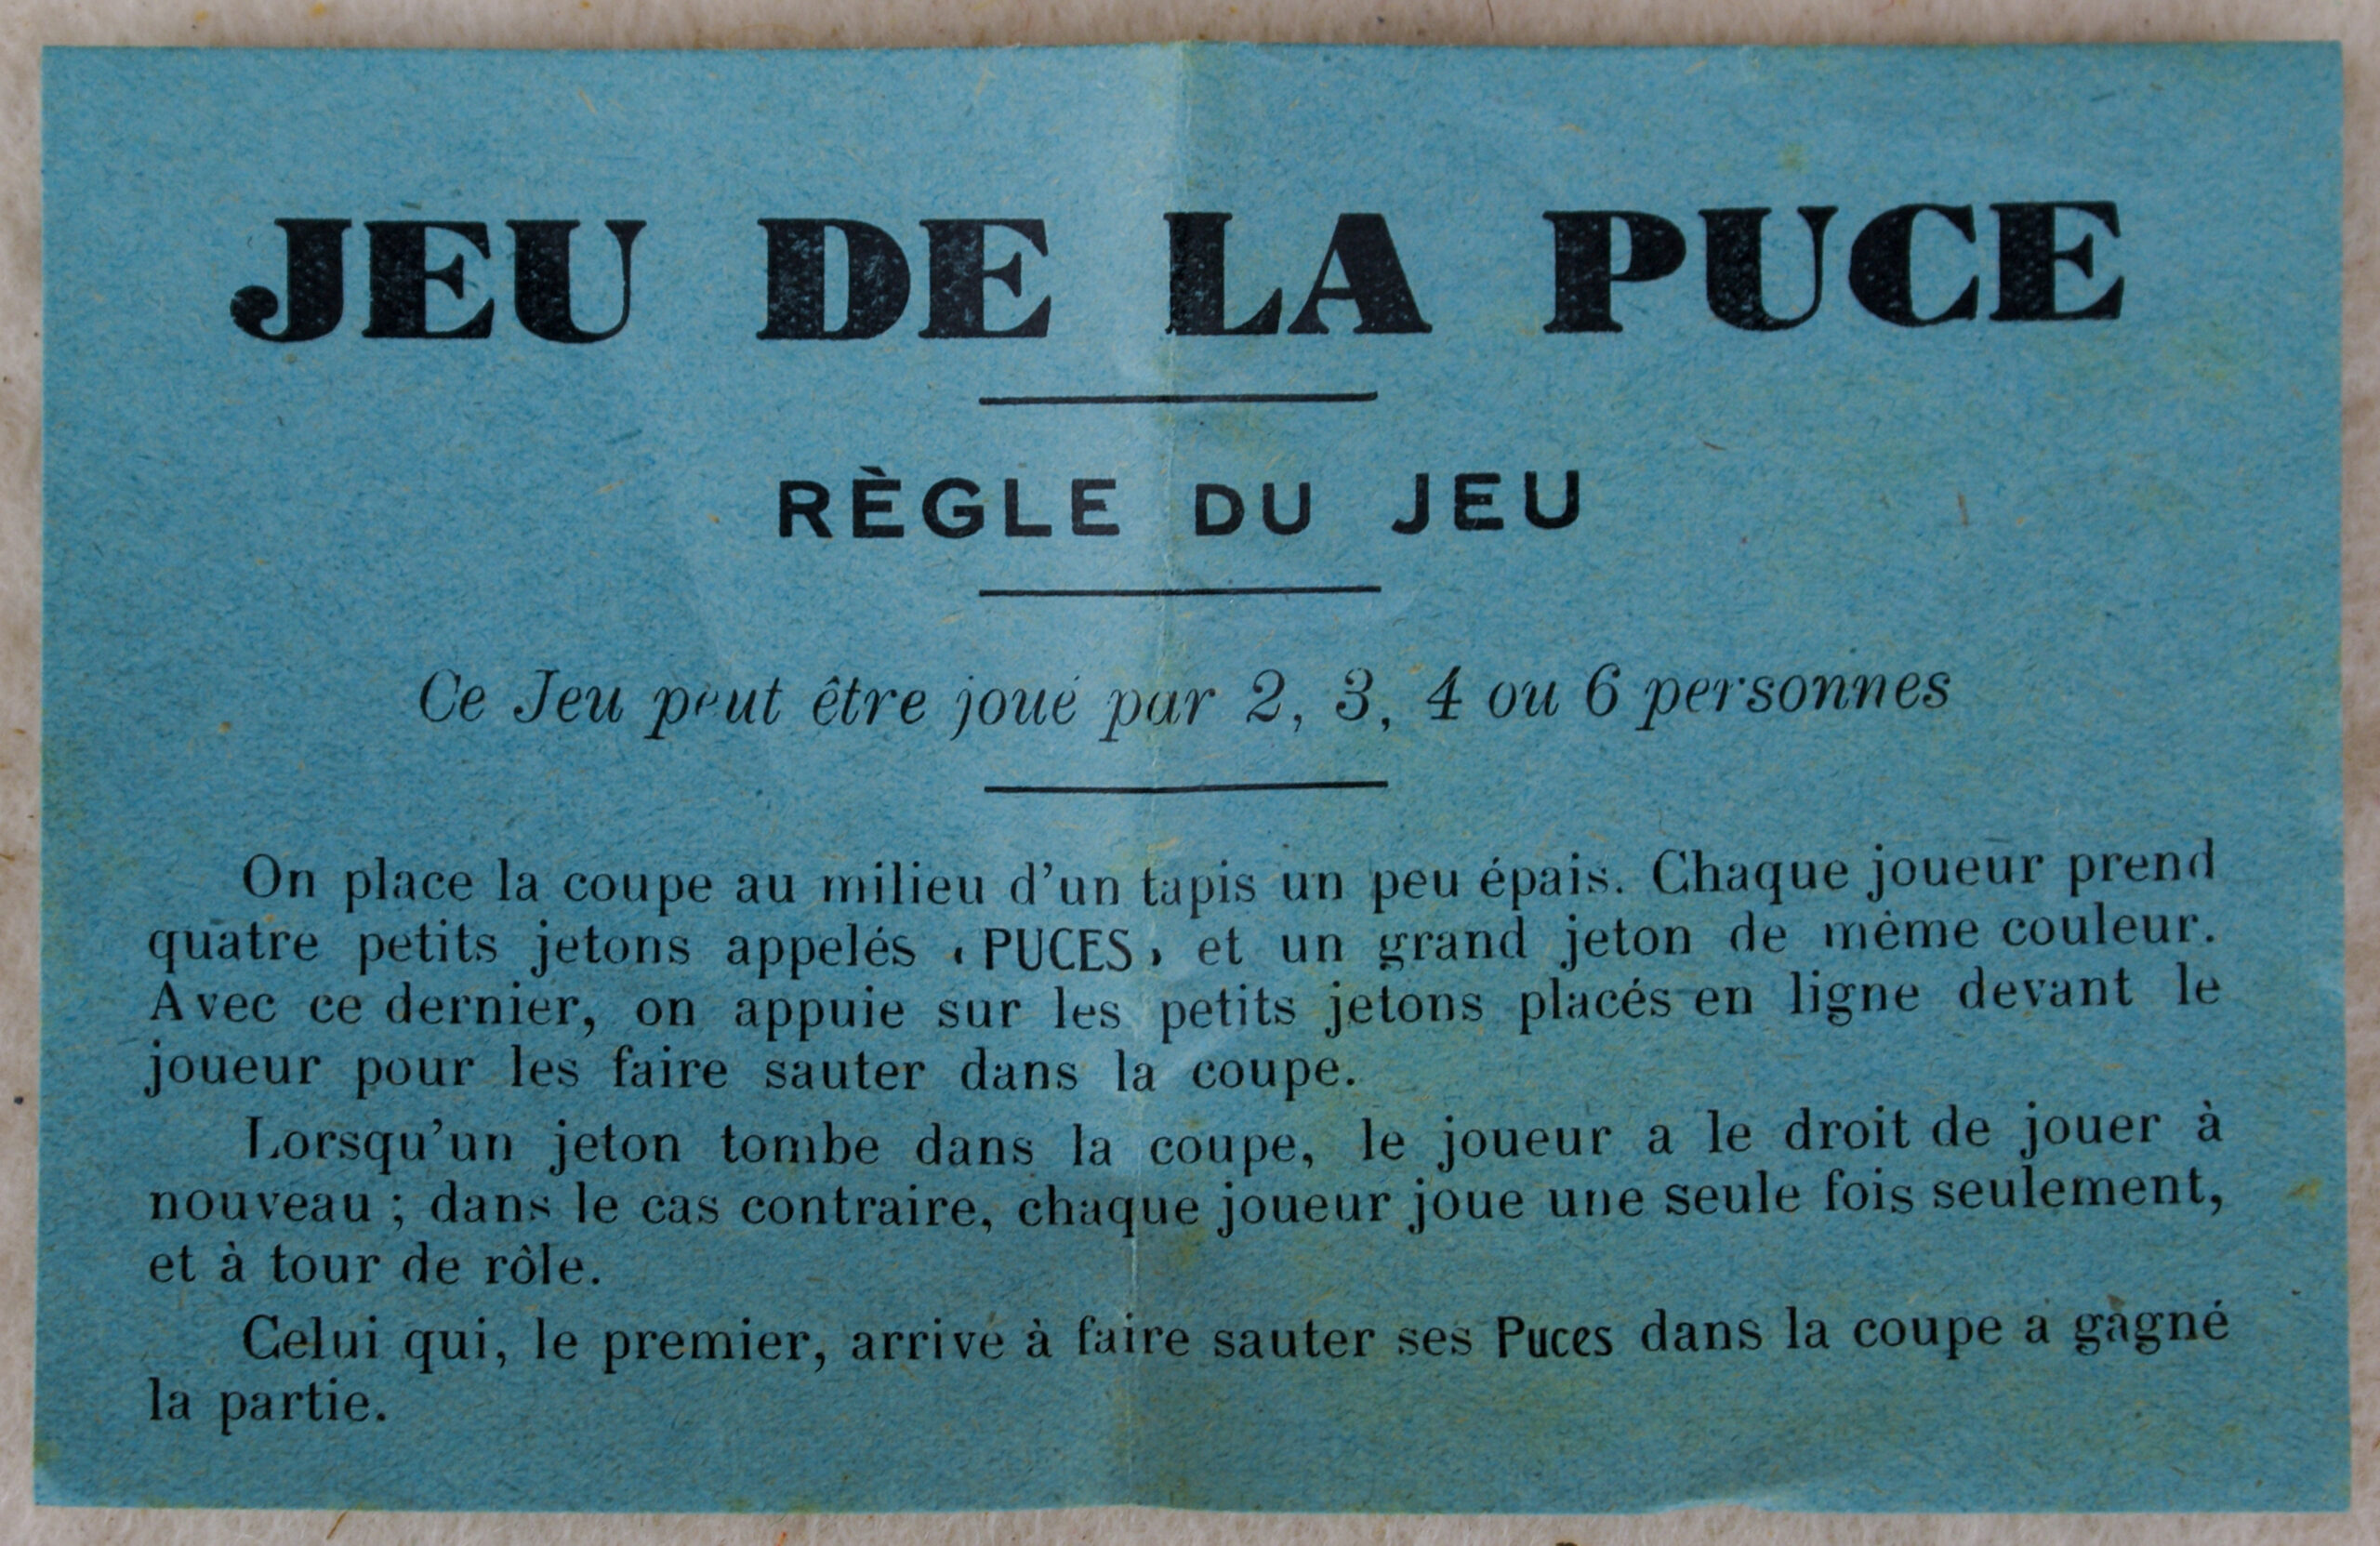 JEU DE LA PUCE
RÈGLE DU JEU
Ce Jeu peut être joué par 2, 3, 4 ou 6 personnes
On place la coupe au milieu d'un tapis un peu épais. Chaque joueur prend
quatre petits jetons appelés « PUCES » et un grand jeton de même couleur.
Avec ce dernier, on appuie sur les petits jetons placés en ligne devant le
joueur pour les faire sauter dans la coupe.
Lorsqu'un jeton tombe dans la coupe, le joueur a le droit de jouer à
nouveau ; dans le cas contraire, chaque joueur joue une seule fois seulement,
et à tour de rôle.
Celui qui, le premier, arrive à faire sauter ses Puces dans la coupe a gagné
la partie.